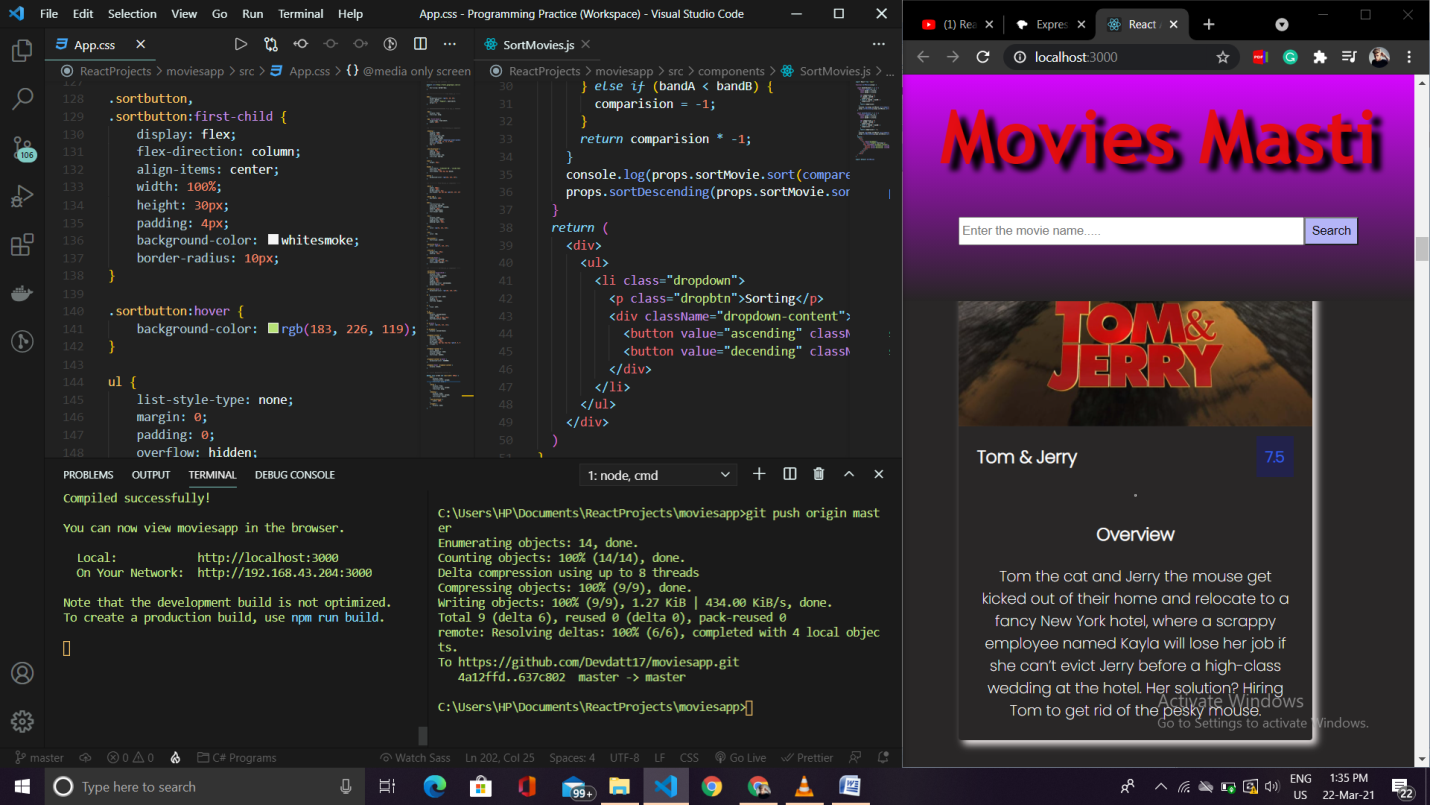 File Edit Selection View Go Run Terminal Help App.css - Programming Practice (Workspace) - Visual Studio Code
App.css
ReactProjects > moviesapp > src > App.css > {} @media only screen
128 .sortbutton,
129 .sortbutton:first-child {
130 display: flex;
131 flex-direction: column;
132 align-items: center;
133 width: 100%;
134 height: 30px;
135 padding: 4px;
136 background-color: whitesmoke;
137 border-radius: 10px;
138 }
139
140 .sortbutton:hover {
141 background-color: rgb(183, 226, 119);
142 }
143
144 ul {
145 list-style-type: none;
146 margin: 0;
147 padding: 0;
148 overflow: hidden;
106
SortMovies.js
ReactProjects > moviesapp > src > components > SortMovies.js > ...
30 } else if (bandA < bandB) {
31 comparision = -1;
32 }
33 return comparision * -1;
34 }
35 console.log(props.sortMovie.sort(compare
36 props.sortDescending(props.sortMovie.sor
37 }
38 return (
39 <div>
40 <ul>
41 <li class="dropdown">
42 <p class="dropbtn">Sorting</p>
43 <div className="dropdown-content">
44 <button value="ascending" classN
45 <button value="decending" classN
46 </div>
47 </li>
48 </ul>
49 </div>
50 )
PROBLEMS OUTPUT TERMINAL DEBUG CONSOLE 1: node, cmd
Compiled successfully!
You can now view moviesapp in the browser.
Local: http://localhost:3000
On Your Network: http://192.168.43.204:3000
Note that the development build is not optimized.
To create a production build, use npm run build.
C:\Users\HP\Documents\ReactProjects\moviesapp>git push origin mast
er
Enumerating objects: 14, done.
Counting objects: 100% (14/14), done.
Delta compression using up to 8 threads
Compressing objects: 100% (9/9), done.
Writing objects: 100% (9/9), 1.27 KiB | 434.00 KiB/s, done.
Total 9 (delta 6), reused 0 (delta 0), pack-reused 0
remote: Resolving deltas: 100% (6/6), completed with 4 local objec
ts.
To https://github.com/Devdatt17/moviesapp.git
4a12ffd..637c802 master -> master
C:\Users\HP\Documents\ReactProjects\moviesapp>
master 0 0 C# Programs Watch Sass Ln 202, Col 25 Spaces: 4 UTF-8 LF CSS Go Live Prettier
(1) Rea Expres React
localhost:3000
Movies Masti
Enter the movie name..... Search
TOM &
JERRY
Tom & Jerry 7.5
Overview
Tom the cat and Jerry the mouse get
kicked out of their home and relocate to a
fancy New York hotel, where a scrappy
employee named Kayla will lose her job if
she can't evict Jerry before a high-class
wedding at the hotel. Her solution? Hiring
Tom to get rid of the pesky mouse.
Activate Windows
Go to Settings to activate Windows.
Type here to search 99+ ENG US 1:35 PM 22-Mar-21 22